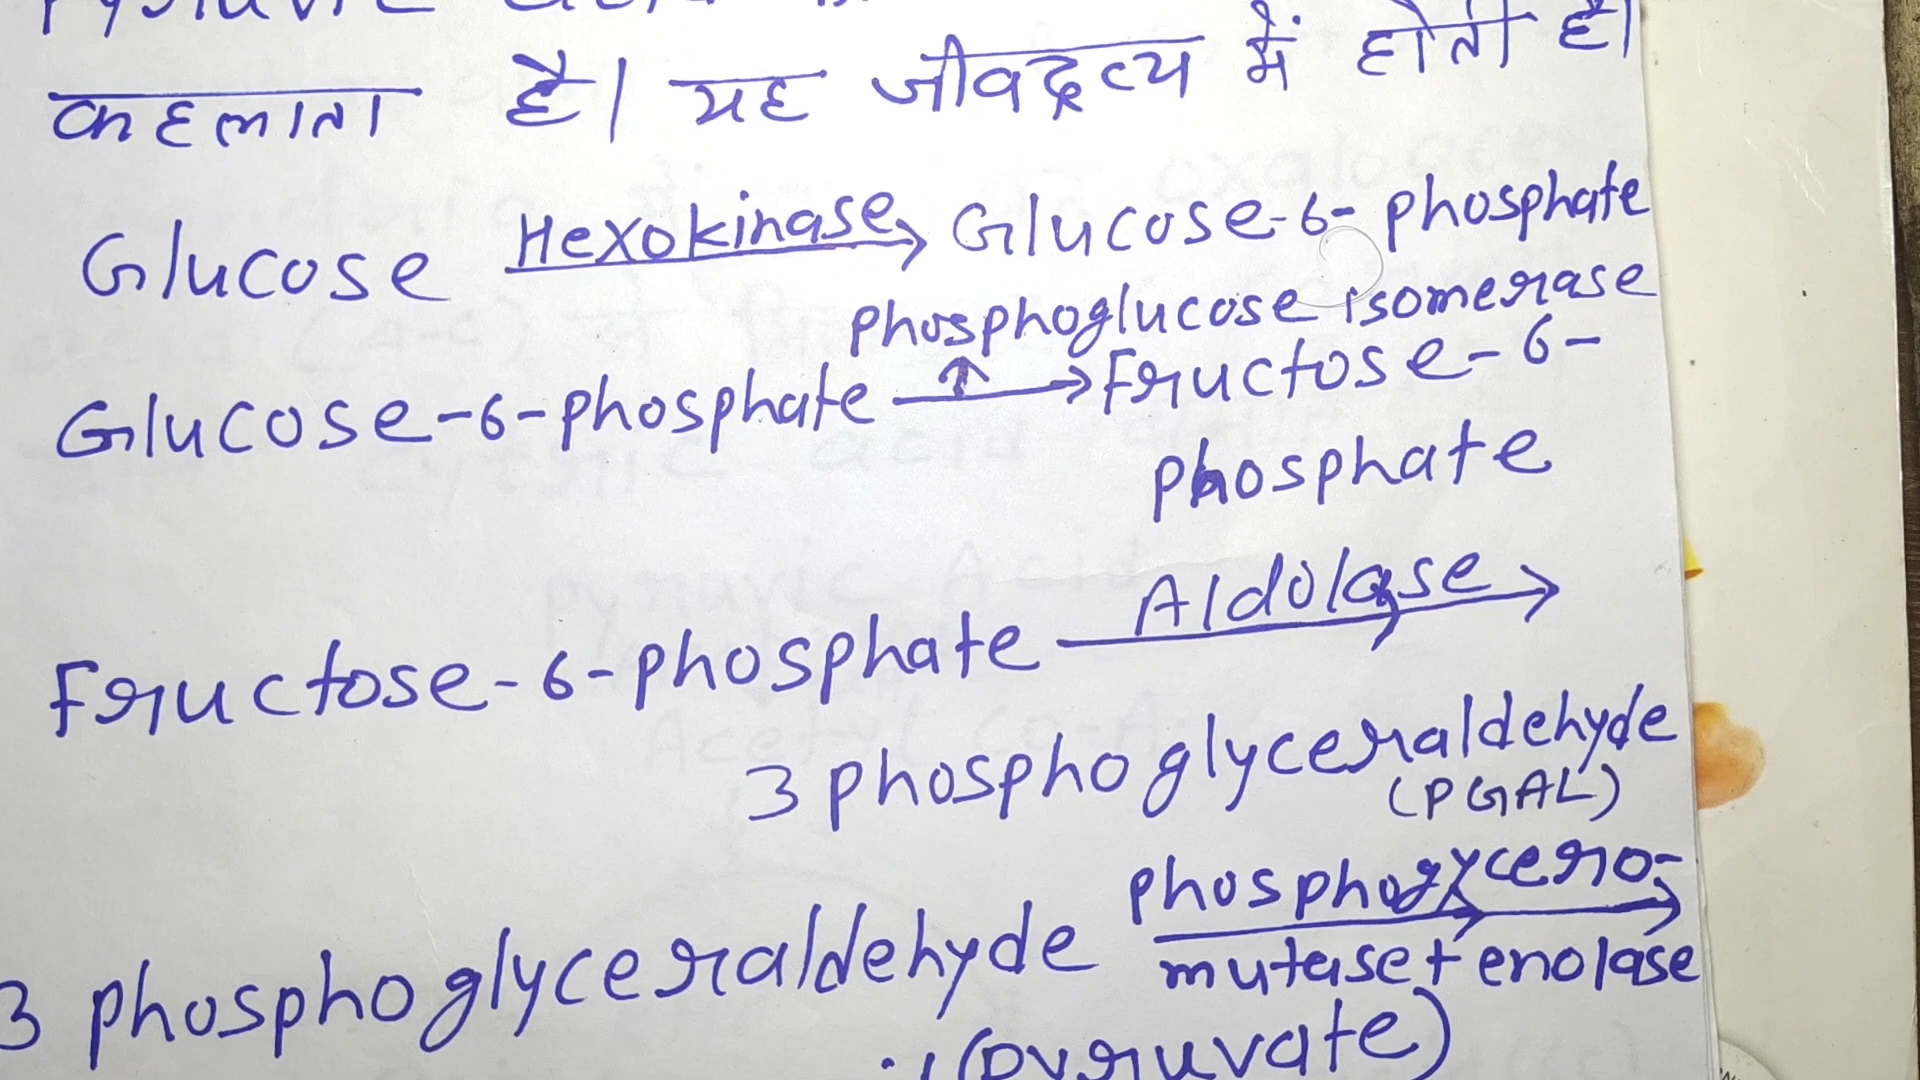 कहलाता है। यह जीवद्रव्य में होती है।
Glucose Hexokinase → Glucose-6-phosphate
phosphoglucose isomerase
Glucose-6-phosphate ↑→ Fructose-6-
phosphate
Fructose-6-phosphate Aldolase →
3 phosphoglyceraldehyde
(PGAL)
phosphogycero-
3 phosphoglyceraldehyde → mutase + enolase
(pyruvate)